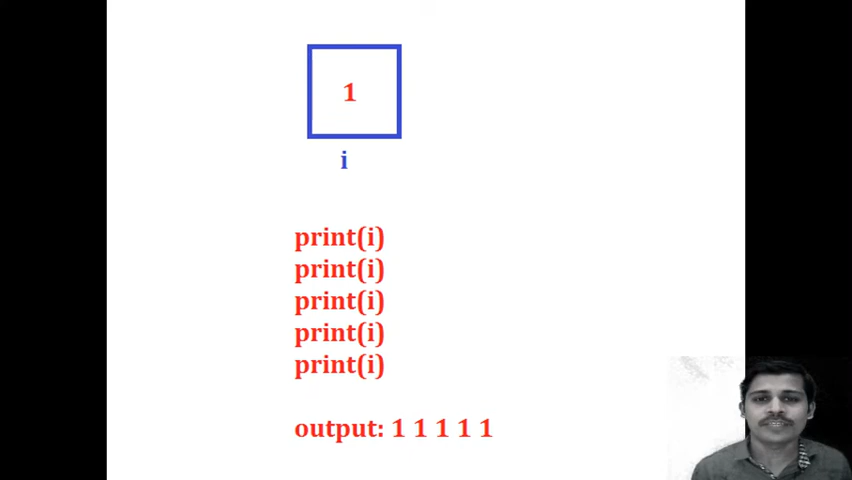 1
i
print(i)
print(i)
print(i)
print(i)
print(i)
output: 1 1 1 1 1